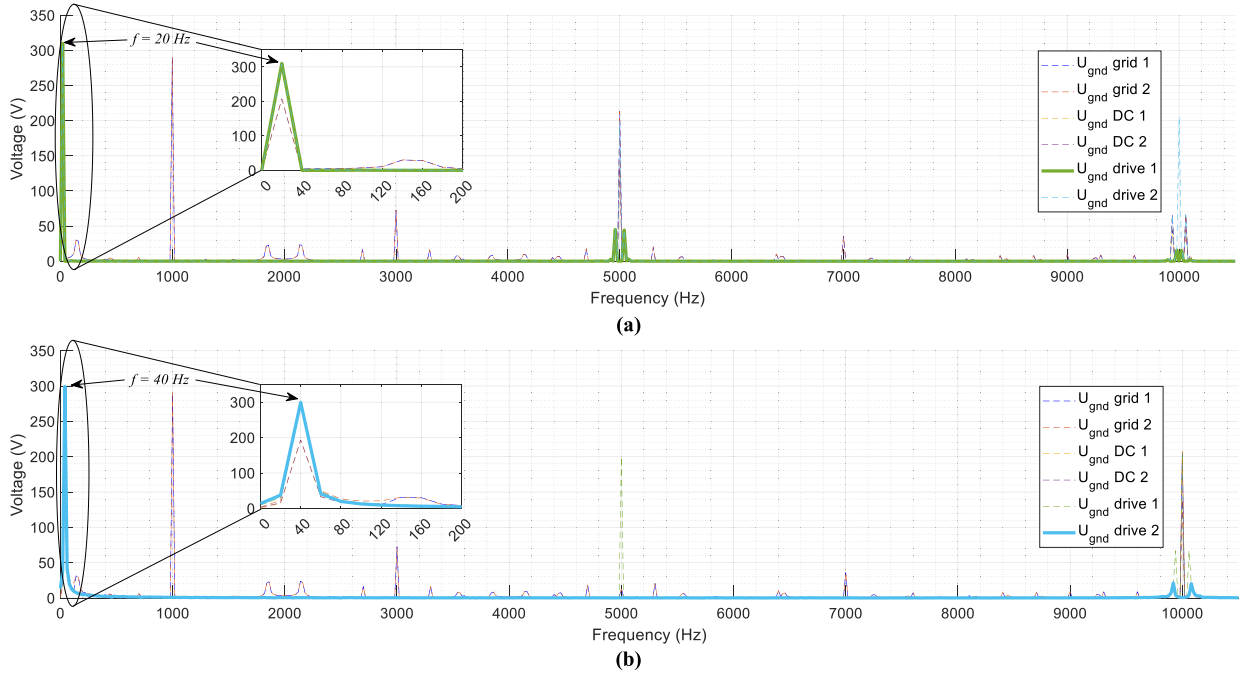 350
300
250
200
150
100
50
0
Voltage (V)
f = 20 Hz
300
200
100
0
0 40 80 120 160 200
U_gnd grid 1
U_gnd grid 2
U_gnd DC 1
U_gnd DC 2
U_gnd drive 1
U_gnd drive 2
0 1000 2000 3000 4000 5000 6000 7000 8000 9000 10000
Frequency (Hz)
(a)
350
300
250
200
150
100
50
0
Voltage (V)
f = 40 Hz
300
200
100
0
0 40 80 120 160 200
U_gnd grid 1
U_gnd grid 2
U_gnd DC 1
U_gnd DC 2
U_gnd drive 1
U_gnd drive 2
0 1000 2000 3000 4000 5000 6000 7000 8000 9000 10000
Frequency (Hz)
(b)